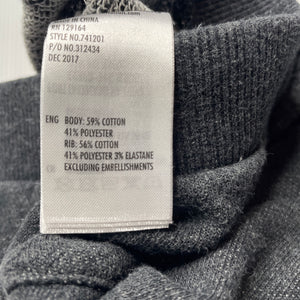 MADE IN CHINA
RN 129164
STYLE NO.741201
P/O NO.312434
DEC 2017
ENG BODY: 59% COTTON
41% POLYESTER
RIB: 56% COTTON
41% POLYESTER 3% ELASTANE
EXCLUDING EMBELLISHMENTS